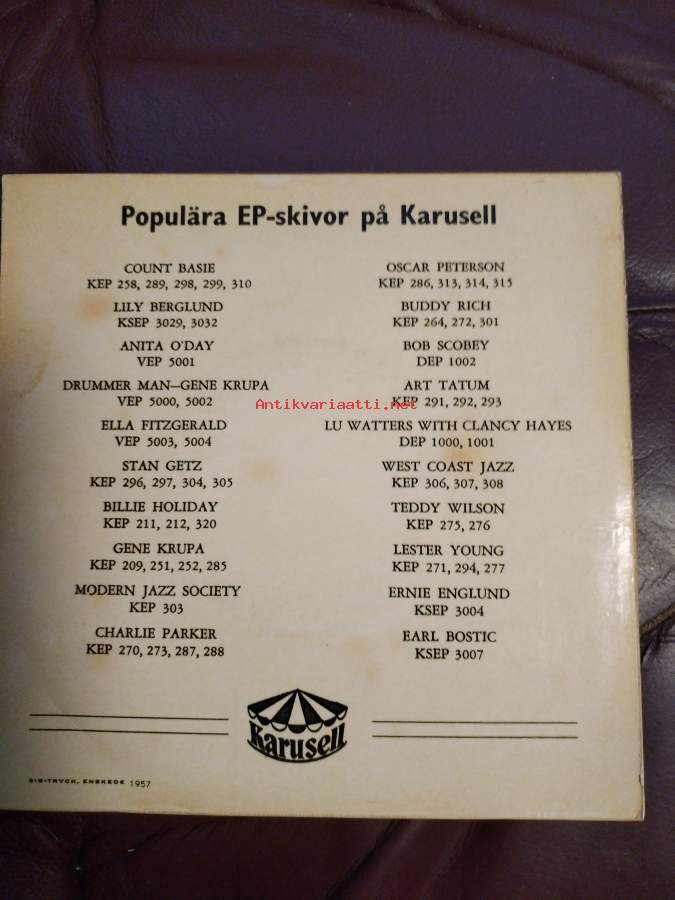 Populära EP-skivor på Karusell
COUNT BASIE
KEP 258, 289, 298, 299, 310
LILY BERGLUND
KSEP 3029, 3032
ANITA O'DAY
VEP 5001
DRUMMER MAN—GENE KRUPA
VEP 5000, 5002
ELLA FITZGERALD
VEP 5003, 5004
STAN GETZ
KEP 296, 297, 304, 305
BILLIE HOLIDAY
KEP 211, 212, 320
GENE KRUPA
KEP 209, 251, 252, 285
MODERN JAZZ SOCIETY
KEP 303
CHARLIE PARKER
KEP 270, 273, 287, 288
OSCAR PETERSON
KEP 286, 313, 314, 315
BUDDY RICH
KEP 264, 272, 301
BOB SCOBEY
DEP 1002
ART TATUM
KEP 291, 292, 293
Antikvariaatti.net
LU WATTERS WITH CLANCY HAYES
DEP 1000, 1001
WEST COAST JAZZ
KEP 306, 307, 308
TEDDY WILSON
KEP 275, 276
LESTER YOUNG
KEP 271, 294, 277
ERNIE ENGLUND
KSEP 3004
EARL BOSTIC
KSEP 3007
Karusell
SIB-TRYCK, ENSKEDE 1957